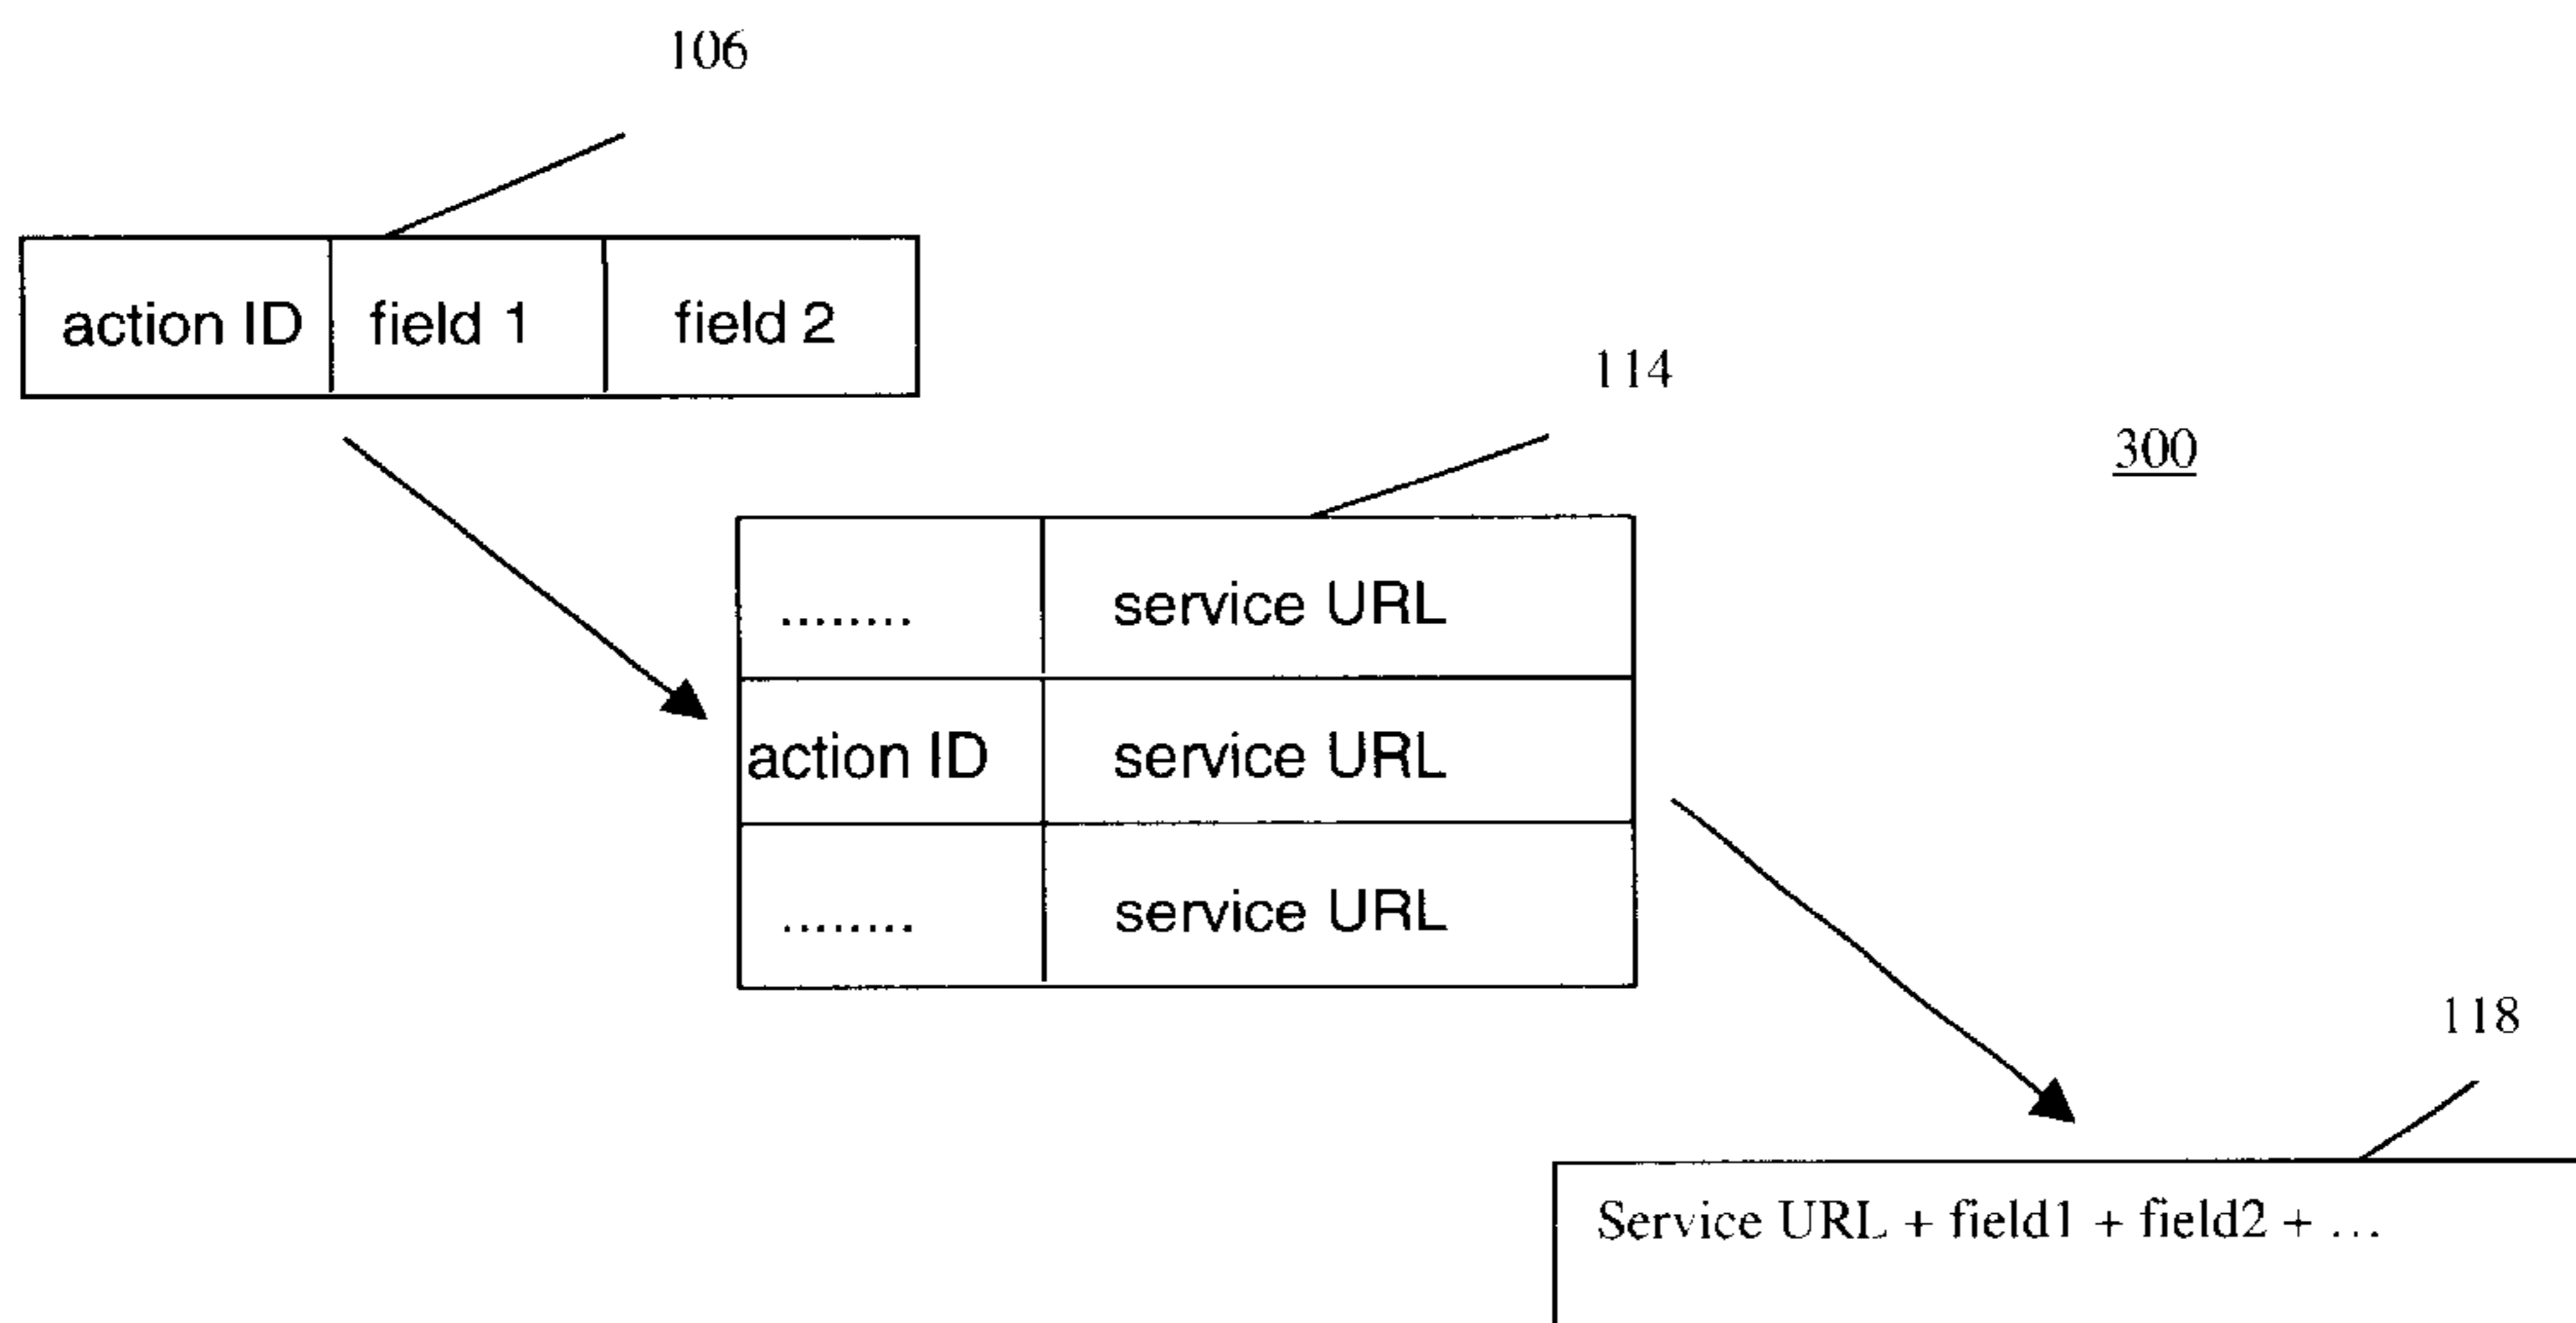 106
action ID field 1 field 2
114
300
........ service URL
action ID service URL
........ service URL
118
Service URL + field1 + field2 + ...